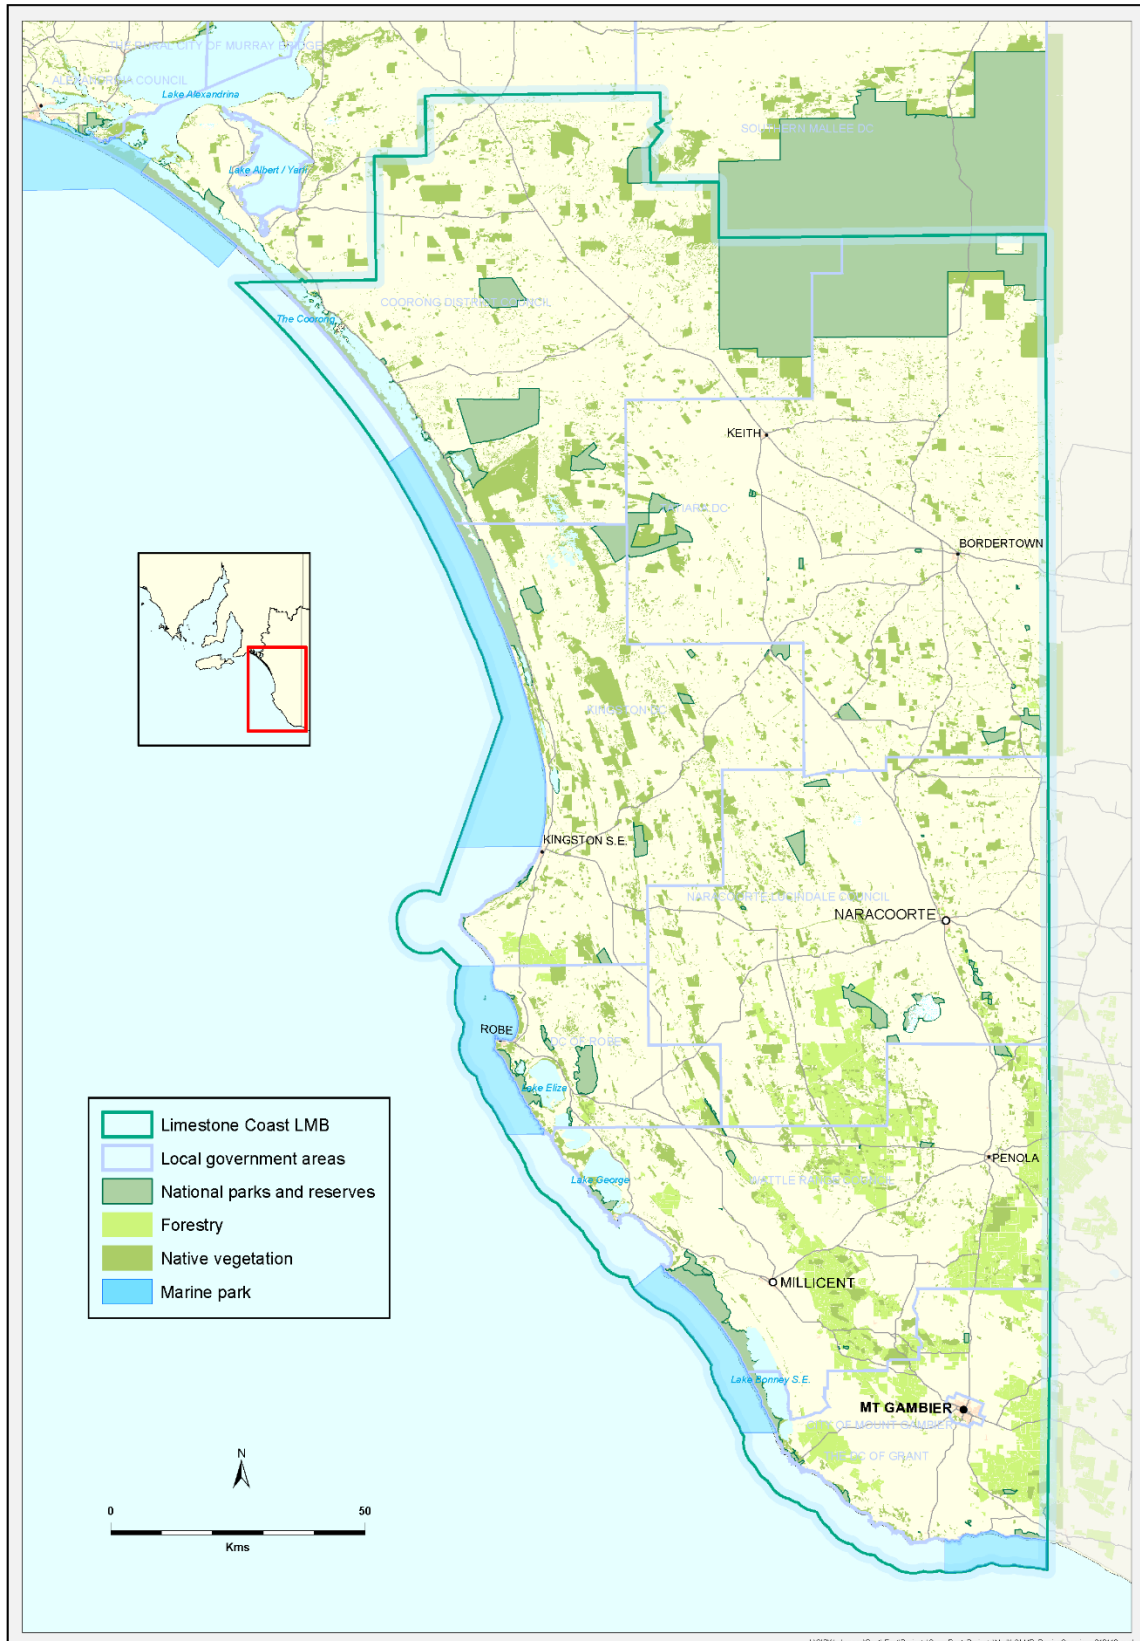 THE RURAL CITY OF MURRAY BRIDGE
ALEXANDRINA COUNCIL
Lake Alexandrina
SOUTHERN MALLEE DC
Lake Albert / Yarli
COORONG DISTRICT COUNCIL
The Coorong
KEITH
TATIARA DC
BORDERTOWN
KINGSTON DC
KINGSTON S.E.
NARACOORTE LUCINDALE COUNCIL
NARACOORTE
ROBE
DC OF ROBE
Lake Eliza
Limestone Coast LMB
Local government areas
National parks and reserves
Forestry
Native vegetation
Marine park
PENOLA
Lake George
WATTLE RANGE COUNCIL
MILLICENT
Lake Bonney S.E.
MT GAMBIER
CITY OF MOUNT GAMBIER
THE DC OF GRANT
N
0 50
Kms